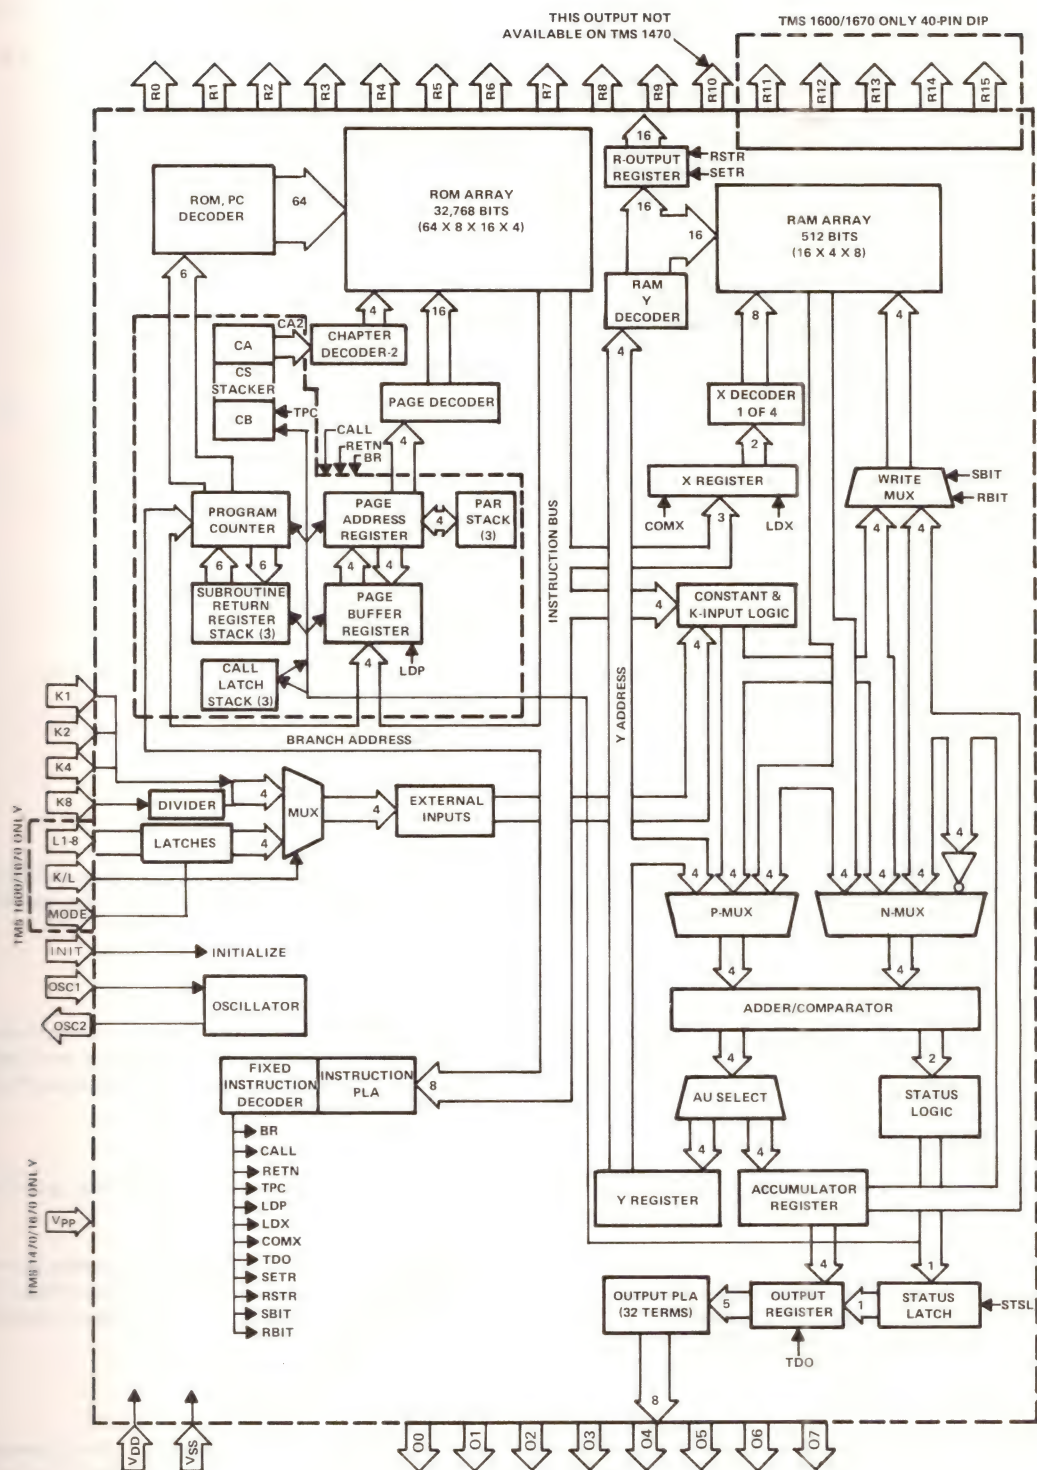 THIS OUTPUT NOT
AVAILABLE ON TMS 1470
TMS 1600/1670 ONLY 40-PIN DIP
R0
R1
R2
R3
R4
R5
R6
R7
R8
R9
R10
R11
R12
R13
R14
R15
ROM, PC
DECODER
64
ROM ARRAY
32,768 BITS
(64 X 8 X 16 X 4)
16
R-OUTPUT
REGISTER
RSTR
SETR
16
16
RAM ARRAY
512 BITS
(16 X 4 X 8)
RAM
Y
DECODER
6
4
16
4
8
4
CA
CA2
CHAPTER
DECODER-2
CS
STACKER
CB
TPC
PAGE DECODER
X DECODER
1 OF 4
CALL
RETN
BR
4
2
X REGISTER
COMX
LDX
3
WRITE
MUX
SBIT
RBIT
4
4
PROGRAM
COUNTER
PAGE
ADDRESS
REGISTER
4
PAR
STACK
(3)
INSTRUCTION BUS
6
6
4
4
SUBROUTINE
RETURN
REGISTER
STACK (3)
PAGE
BUFFER
REGISTER
4
LDP
CALL
LATCH
STACK (3)
4
CONSTANT &
K-INPUT LOGIC
4
Y ADDRESS
BRANCH ADDRESS
K1
K2
K4
K8
L1-8
K/L
MODE
INIT
OSC1
OSC2
TMS 1600/1670 ONLY
DIVIDER
LATCHES
4
4
MUX
4
EXTERNAL
INPUTS
INITIALIZE
OSCILLATOR
4
4
4
4
4
4
4
4
P-MUX
N-MUX
4
4
ADDER/COMPARATOR
4
2
AU SELECT
STATUS
LOGIC
4
4
FIXED
INSTRUCTION
DECODER
INSTRUCTION
PLA
8
BR
CALL
RETN
TPC
LDP
LDX
COMX
TDO
SETR
RSTR
SBIT
RBIT
Y REGISTER
ACCUMULATOR
REGISTER
TMS 1470/1670 ONLY
VPP
4
1
OUTPUT PLA
(32 TERMS)
5
OUTPUT
REGISTER
1
STATUS
LATCH
STSL
TDO
8
VDD
VSS
O0
O1
O2
O3
O4
O5
O6
O7